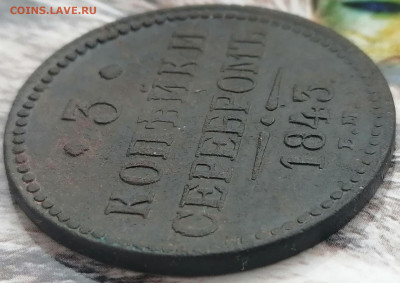 COINS.LAVE.RU
• 3 •
КОПѢЙКИ
СЕРЕБРОМЪ
1843.
Е.М.